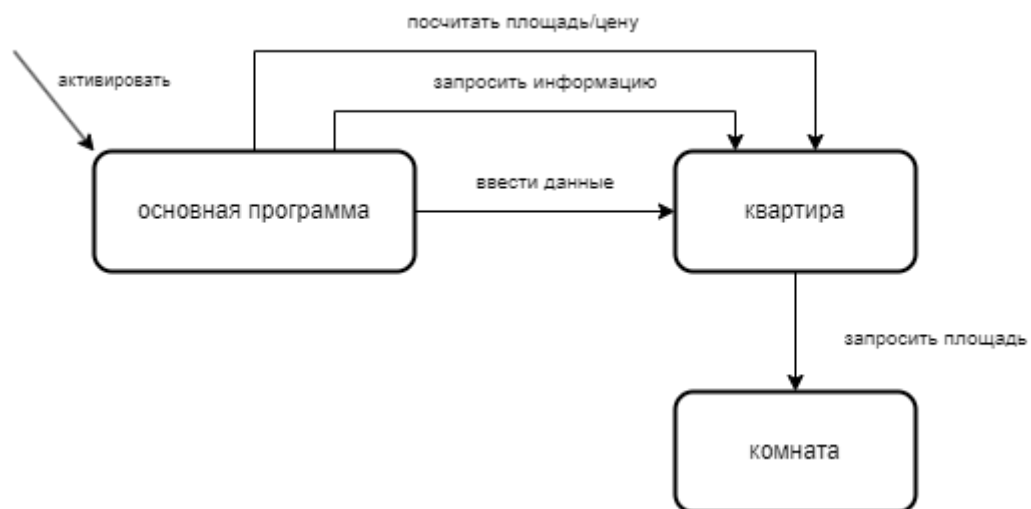 посчитать площадь/цену
активировать
запросить информацию
основная программа
ввести данные
квартира
запросить площадь
комната